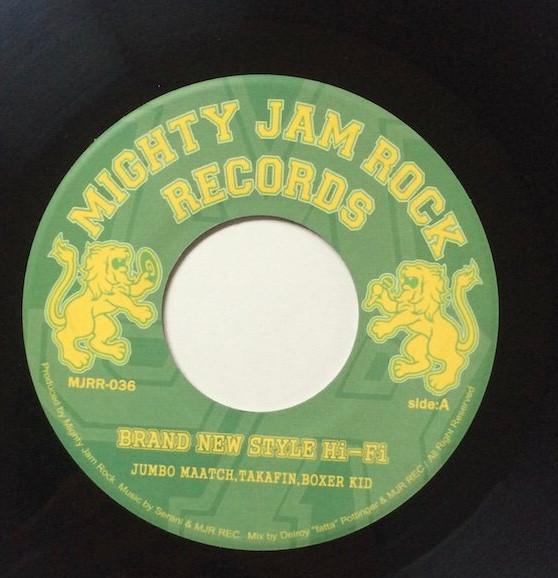 MIGHTY JAM ROCK
RECORDS
MJRR-036
side:A
BRAND NEW STYLE Hi-Fi
JUMBO MAATCH,TAKAFIN,BOXER KID
Produced by Mighty Jam Rock Music by Serani & MJR REC. Mix by Delroy "fatta" Pottinger & MJR REC. All Right Reserved